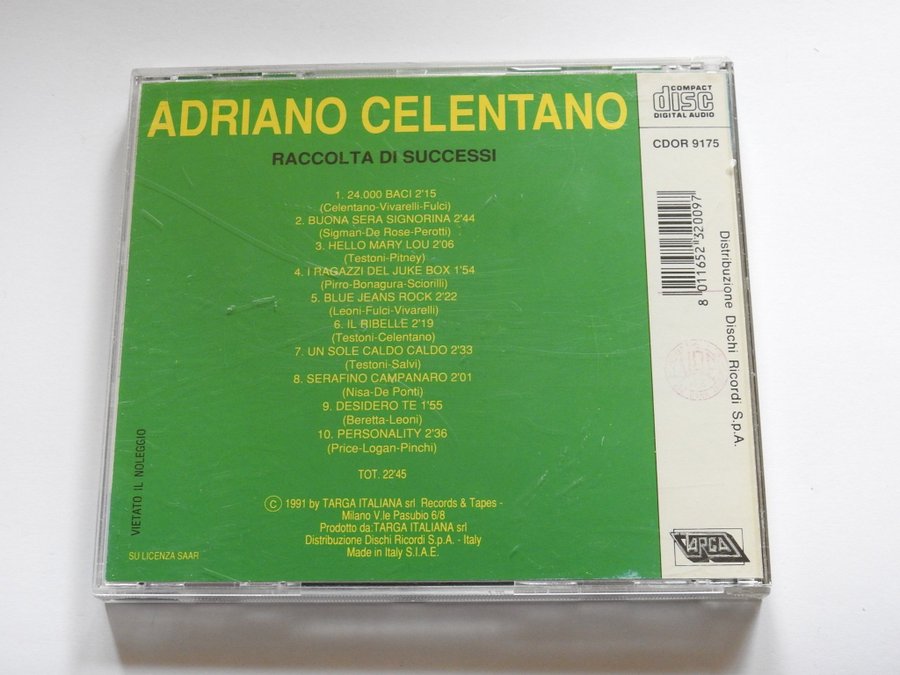 ADRIANO CELENTANO
RACCOLTA DI SUCCESSI
1. 24.000 BACI 2'15
(Celentano-Vivarelli-Fulci)
2. BUONA SERA SIGNORINA 2'44
(Sigman-De Rose-Perotti)
3. HELLO MARY LOU 2'06
(Testoni-Pitney)
4. I RAGAZZI DEL JUKE BOX 1'54
(Pirro-Bonagura-Sciorilli)
5. BLUE JEANS ROCK 2'22
(Leoni-Fulci-Vivarelli)
6. IL RIBELLE 2'19
(Testoni-Celentano)
7. UN SOLE CALDO CALDO 2'33
(Testoni-Salvi)
8. SERAFINO CAMPANARO 2'01
(Nisa-De Ponti)
9. DESIDERO TE 1'55
(Beretta-Leoni)
10. PERSONALITY 2'36
(Price-Logan-Pinchi)
TOT. 22'45
© 1991 by TARGA ITALIANA srl Records & Tapes -
Milano V.le Pasubio 6/8
Prodotto da:TARGA ITALIANA srl
Distribuzione Dischi Ricordi S.p.A. - Italy
Made in Italy S.I.A.E.
VIETATO IL NOLEGGIO
SU LICENZA SAAR
COMPACT
disc
DIGITAL AUDIO
CDOR 9175
8 011652 320097
Distribuzione Dischi Ricordi S.p.A.
TARGA